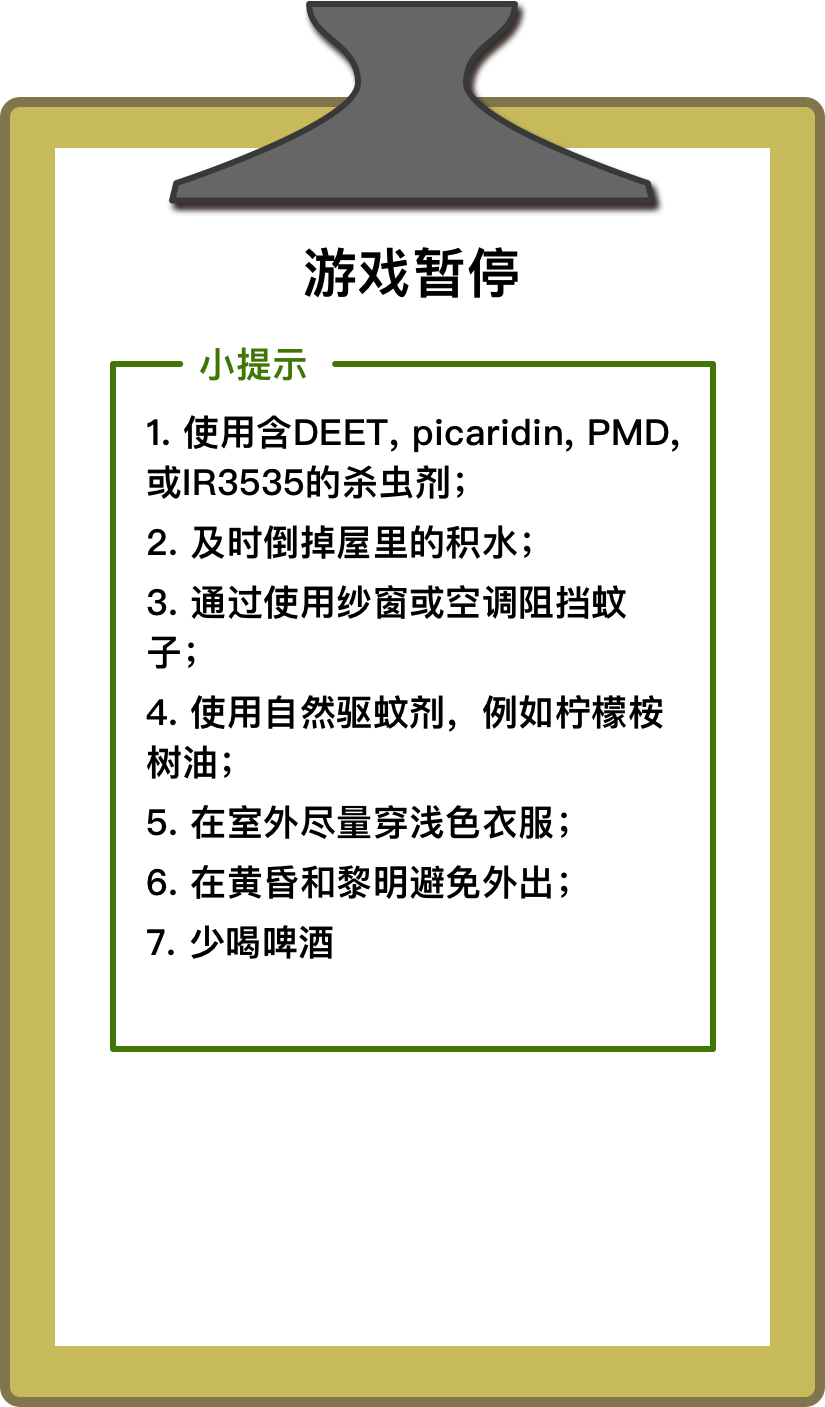 游戏暂停
小提示
1. 使用含DEET, picaridin, PMD,
或IR3535的杀虫剂；
2. 及时倒掉屋里的积水；
3. 通过使用纱窗或空调阻挡蚊
子；
4. 使用自然驱蚊剂，例如柠檬桉
树油；
5. 在室外尽量穿浅色衣服；
6. 在黄昏和黎明避免外出；
7. 少喝啤酒